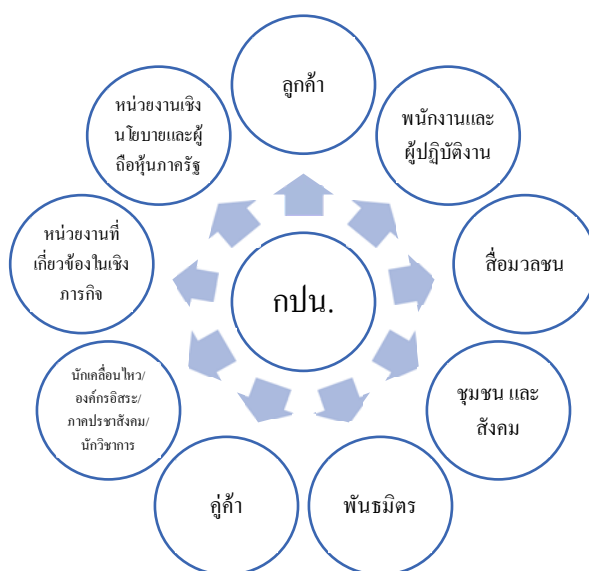 ลูกค้า
พนักงานและ
ผู้ปฏิบัติงาน
สื่อมวลชน
ชุมชน และ
สังคม
พันธมิตร
คู่ค้า
นักเคลื่อนไหว/
องค์กรอิสระ/
ภาคประชาสังคม/
นักวิชาการ
หน่วยงานที่
เกี่ยวข้องในเชิง
ภารกิจ
หน่วยงานเชิง
นโยบายและผู้
ถือหุ้นภาครัฐ
กปน.